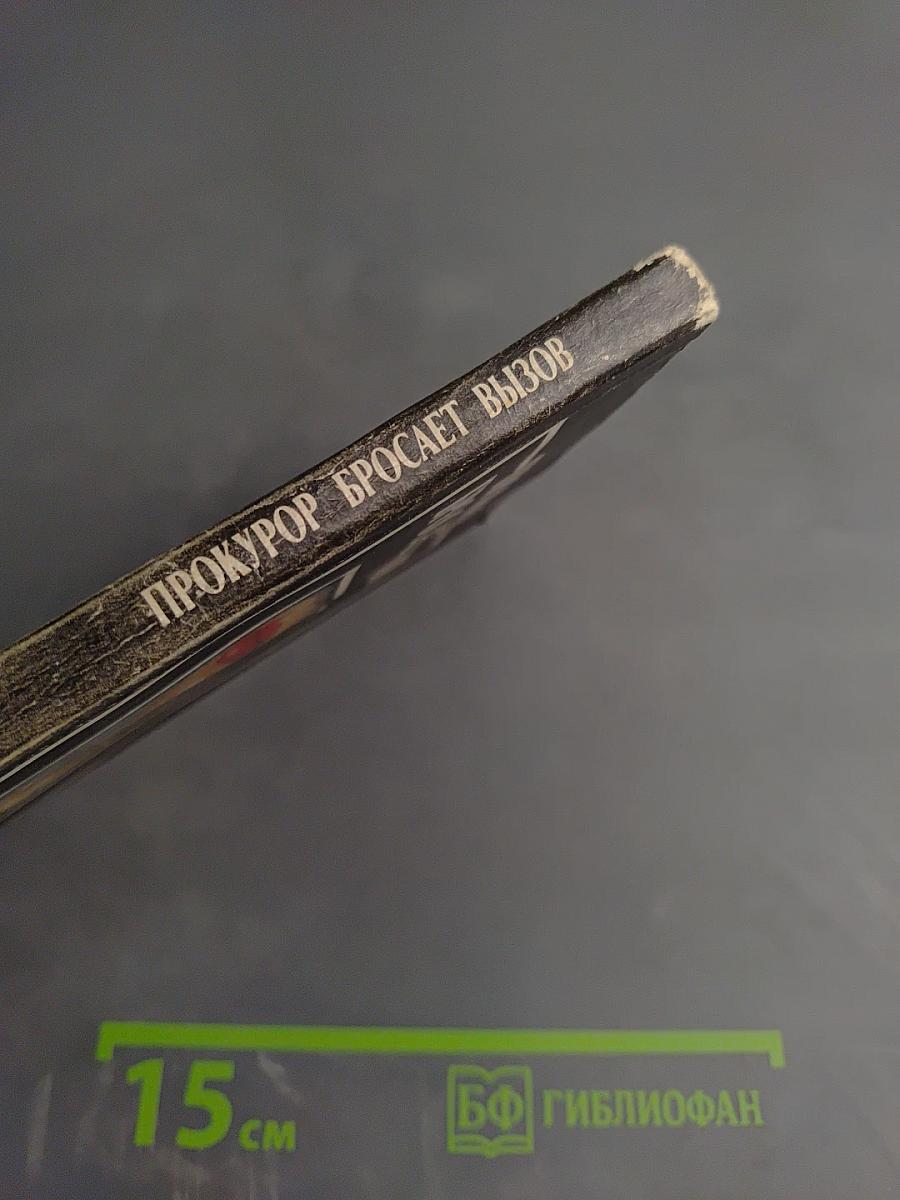 ПРОКУРОР БРОСАЕТ ВЫЗОВ
15 см
БФ ГИБЛИОФАН